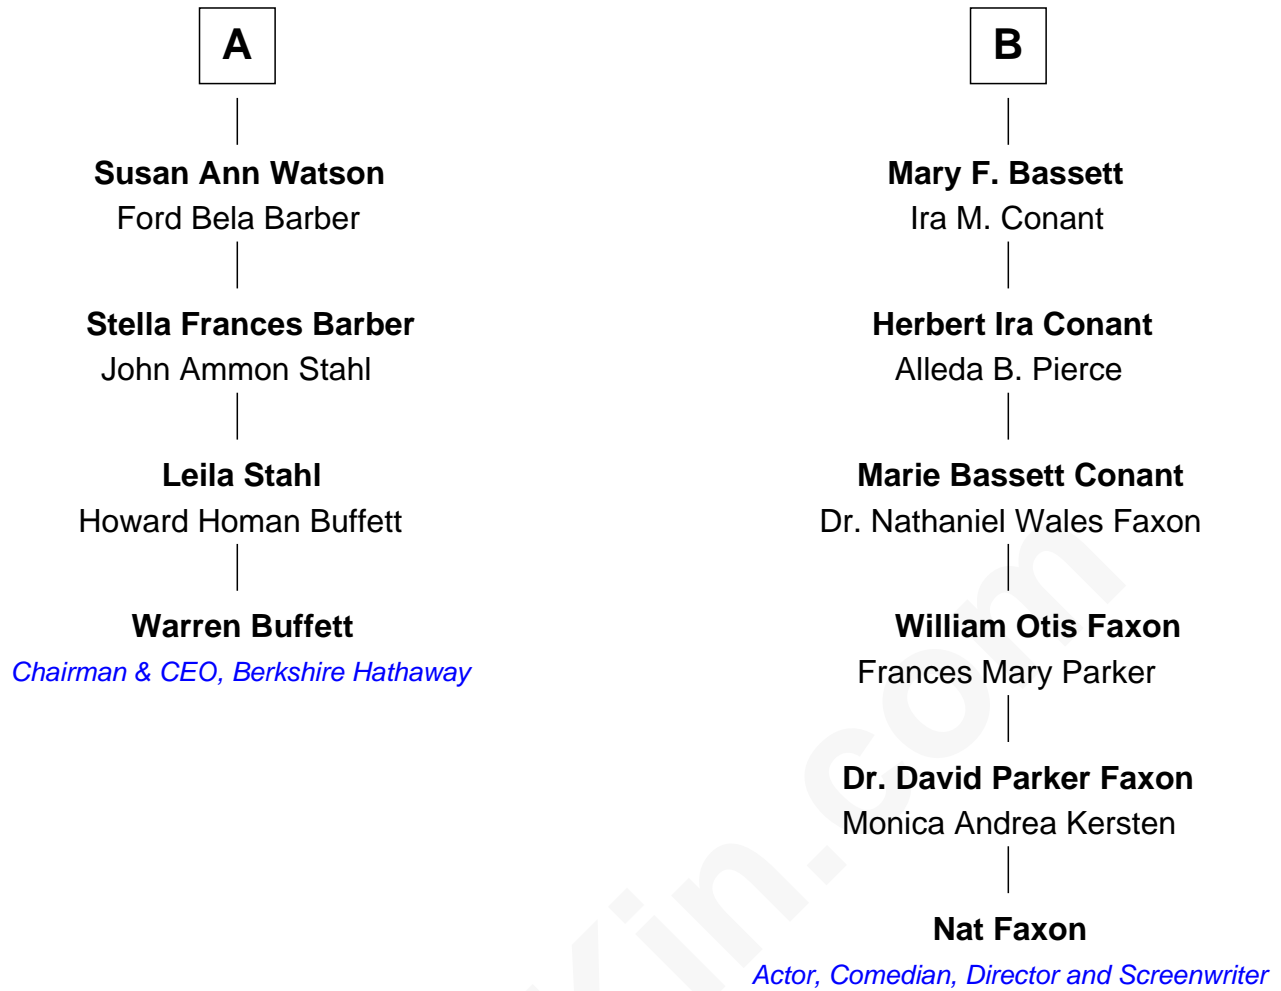 A
Susan Ann Watson
Ford Bela Barber
Stella Frances Barber
John Ammon Stahl
Leila Stahl
Howard Homan Buffett
Warren Buffett
Chairman & CEO, Berkshire Hathaway
B
Mary F. Bassett
Ira M. Conant
Herbert Ira Conant
Alleda B. Pierce
Marie Bassett Conant
Dr. Nathaniel Wales Faxon
William Otis Faxon
Frances Mary Parker
Dr. David Parker Faxon
Monica Andrea Kersten
Nat Faxon
Actor, Comedian, Director and Screenwriter
Kin.com